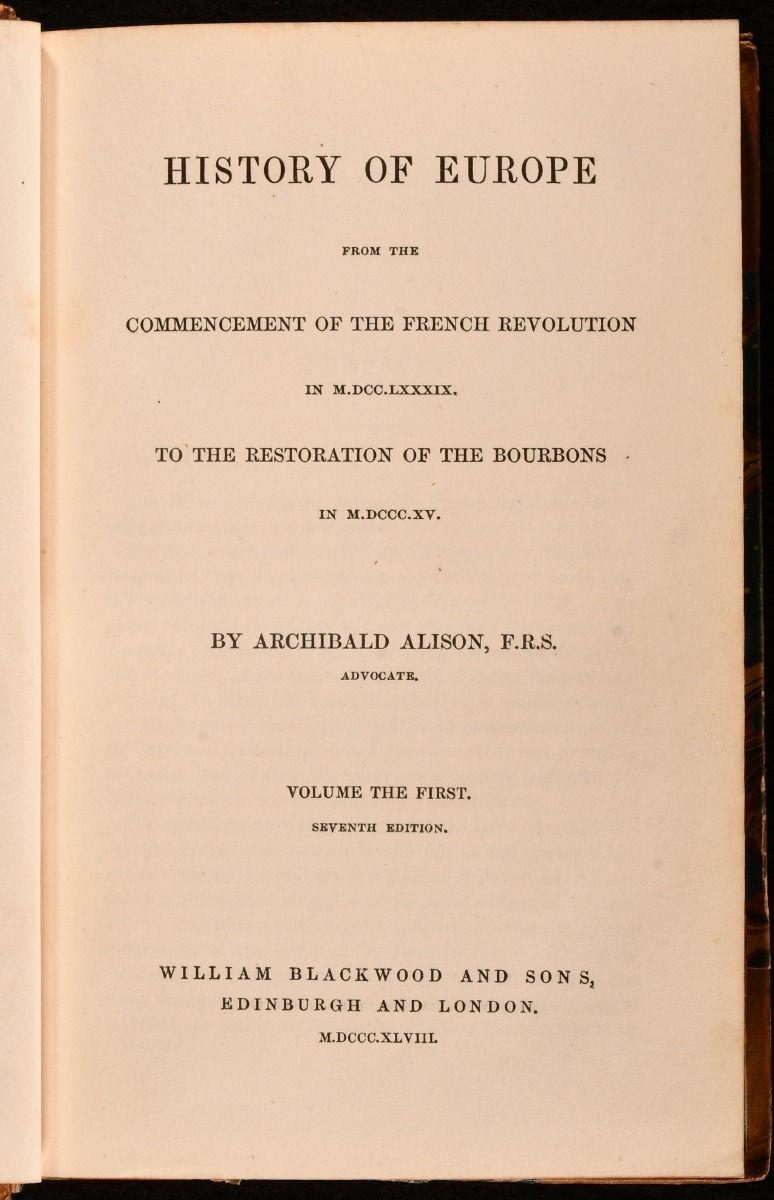 HISTORY OF EUROPE
FROM THE
COMMENCEMENT OF THE FRENCH REVOLUTION
IN M.DCC.LXXXIX.
TO THE RESTORATION OF THE BOURBONS
IN M.DCCC.XV.
BY ARCHIBALD ALISON, F.R.S.
ADVOCATE.
VOLUME THE FIRST.
SEVENTH EDITION.
WILLIAM BLACKWOOD AND SONS,
EDINBURGH AND LONDON.
M.DCCC.XLVIII.